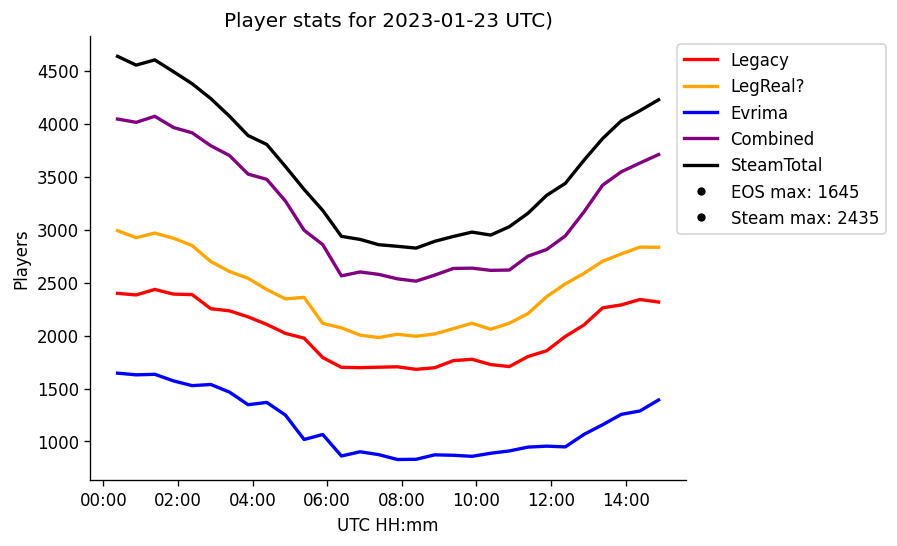 Player stats for 2023-01-23 UTC)
Legacy
LegReal?
Evrima
Combined
SteamTotal
EOS max: 1645
Steam max: 2435
Players
4500
4000
3500
3000
2500
2000
1500
1000
00:00 02:00 04:00 06:00 08:00 10:00 12:00 14:00
UTC HH:mm